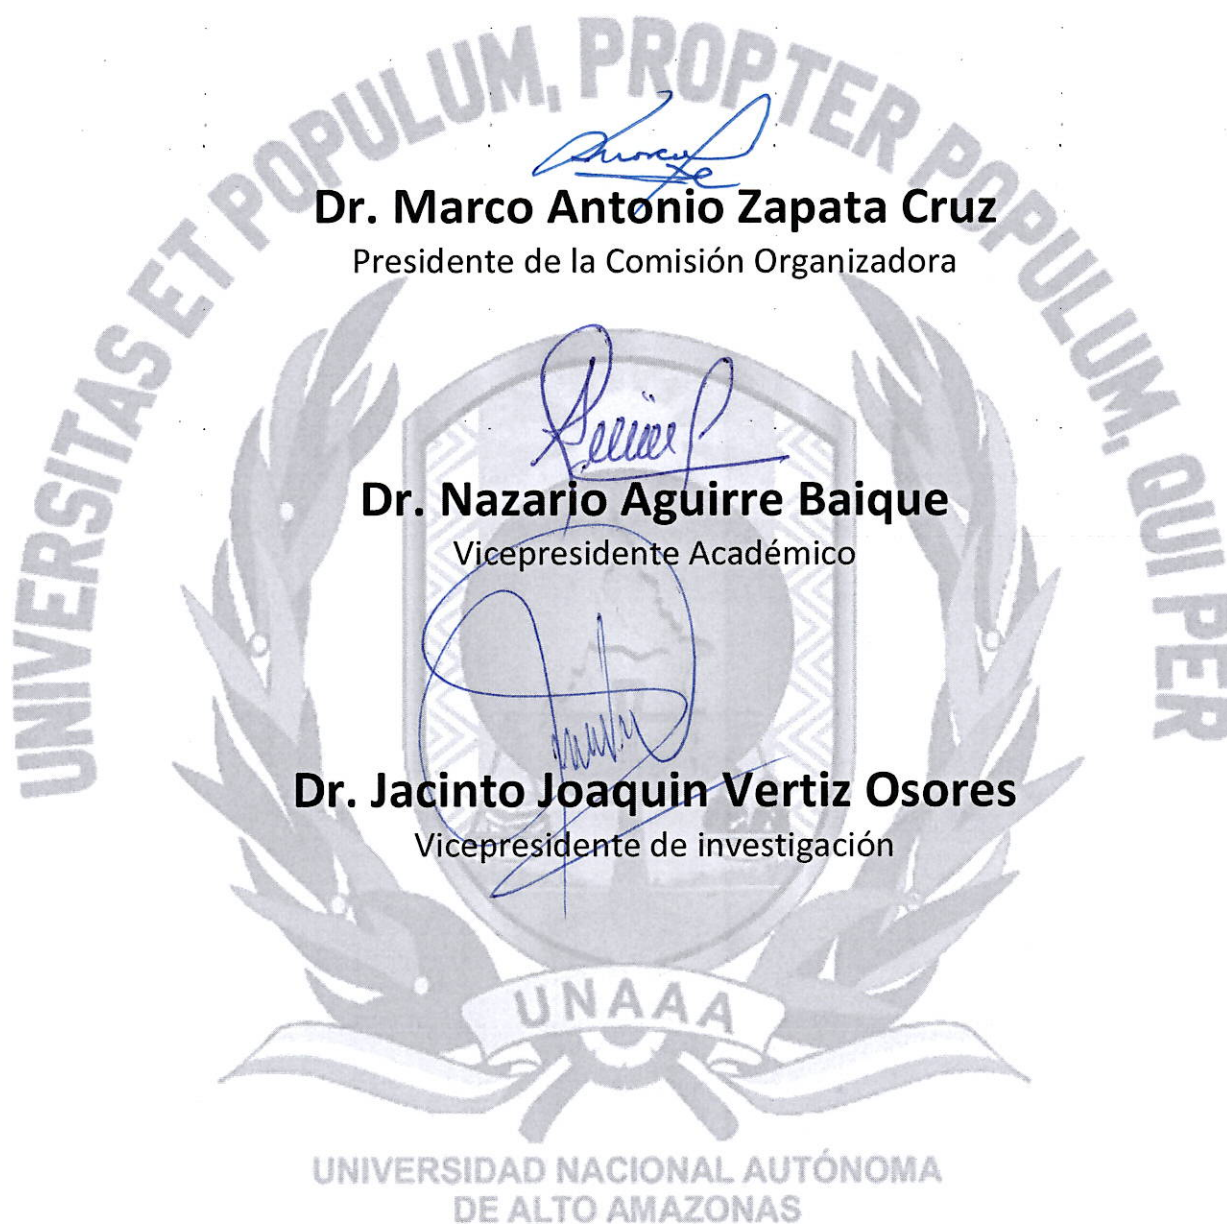 UNIVERSITAS ET POPULUM, PROPTER POPULUM, QUI PER
Dr. Marco Antonio Zapata Cruz
Presidente de la Comisión Organizadora
Dr. Nazario Aguirre Baique
Vicepresidente Académico
Dr. Jacinto Joaquin Vertiz Osores
Vicepresidente de investigación
UNAAA
UNIVERSIDAD NACIONAL AUTÓNOMA
DE ALTO AMAZONAS